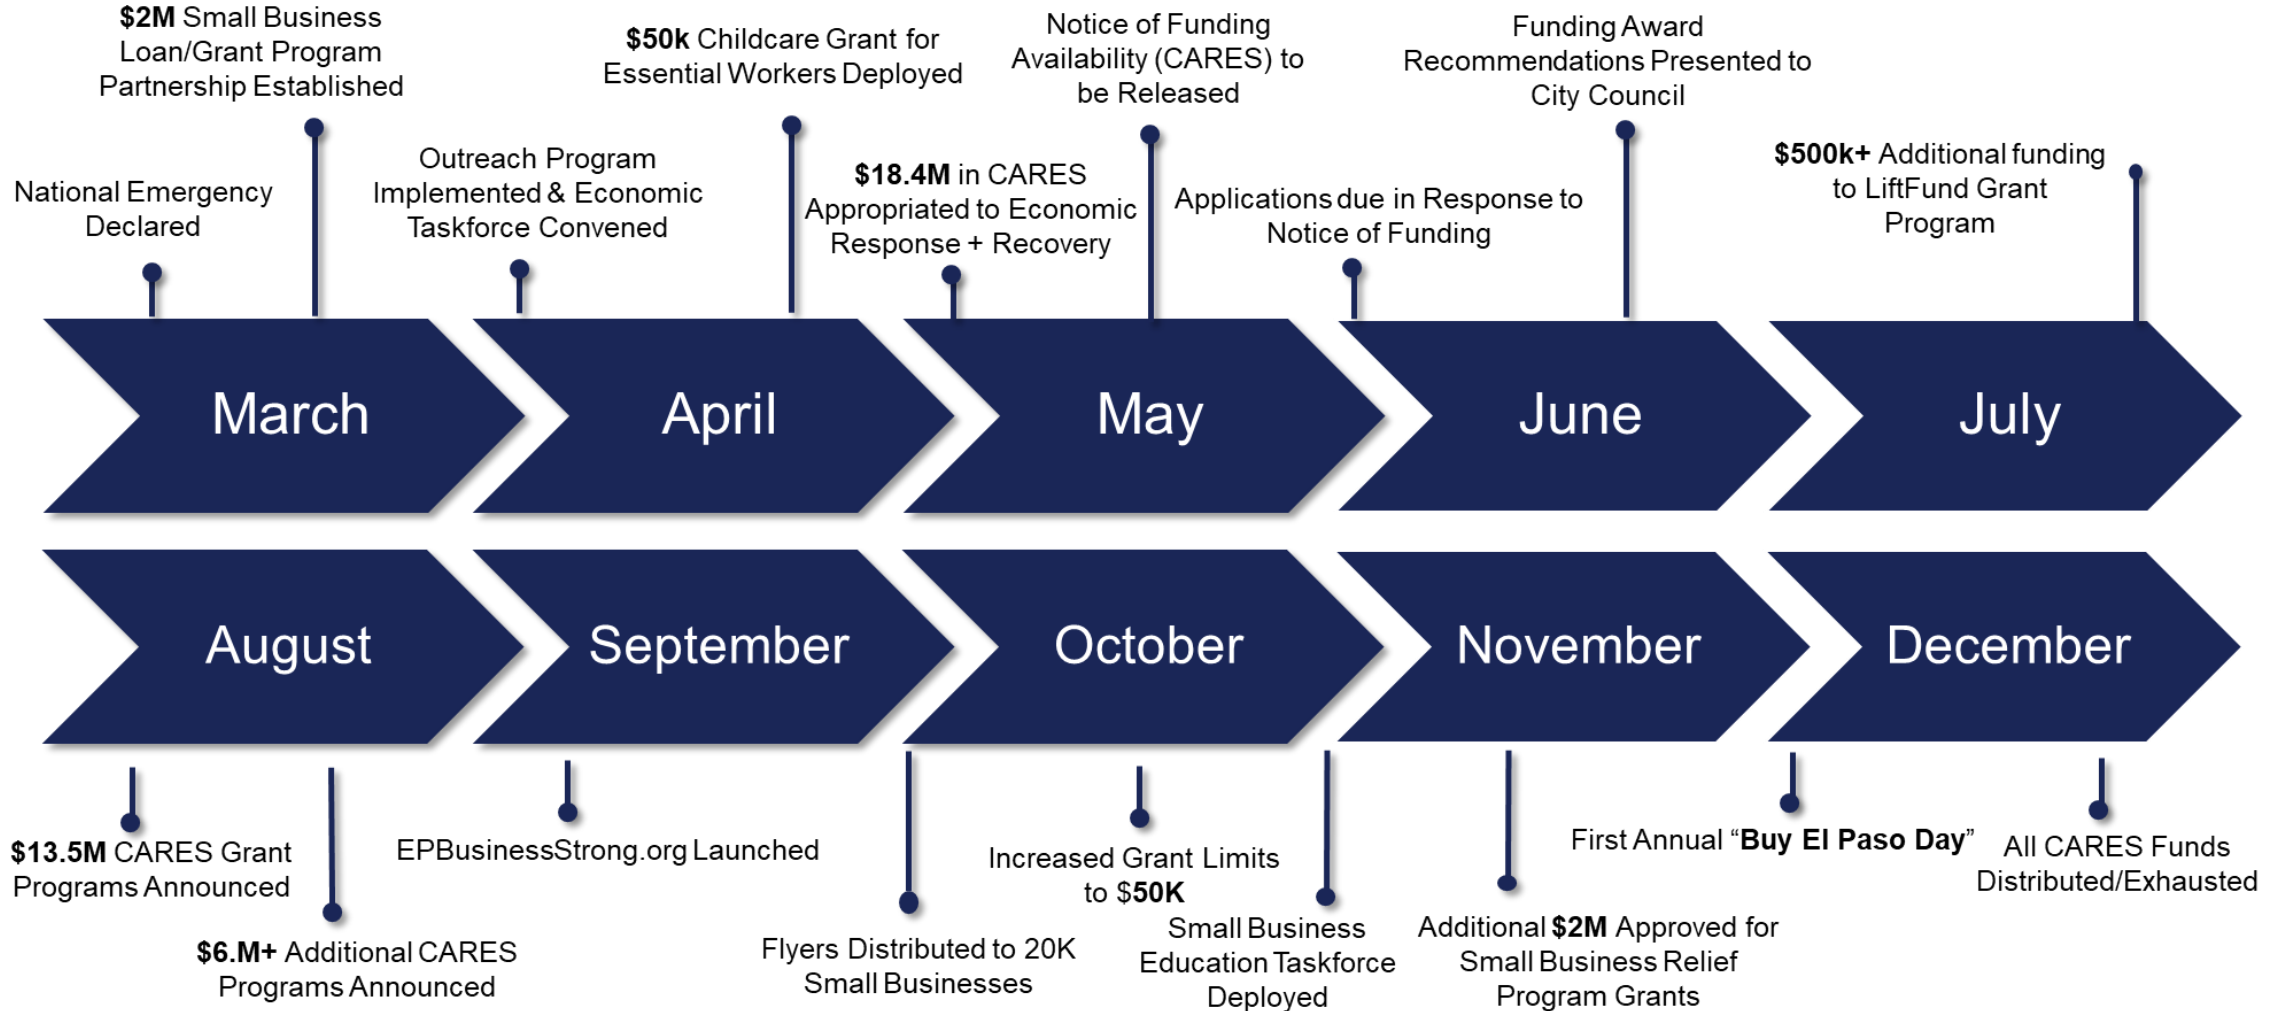 $2M Small Business
Loan/Grant Program
Partnership Established
$50k Childcare Grant for
Essential Workers Deployed
Notice of Funding
Availability (CARES) to
be Released
Funding Award
Recommendations Presented to
City Council
National Emergency
Declared
Outreach Program
Implemented & Economic
Taskforce Convened
$18.4M in CARES
Appropriated to Economic
Response + Recovery
Applications due in Response to
Notice of Funding
$500k+ Additional funding
to LiftFund Grant
Program
March
April
May
June
July
August
September
October
November
December
$13.5M CARES Grant
Programs Announced
$6.M+ Additional CARES
Programs Announced
EPBusinessStrong.org Launched
Flyers Distributed to 20K
Small Businesses
Increased Grant Limits
to $50K
Small Business
Education Taskforce
Deployed
Additional $2M Approved for
Small Business Relief
Program Grants
First Annual “Buy El Paso Day”
All CARES Funds
Distributed/Exhausted